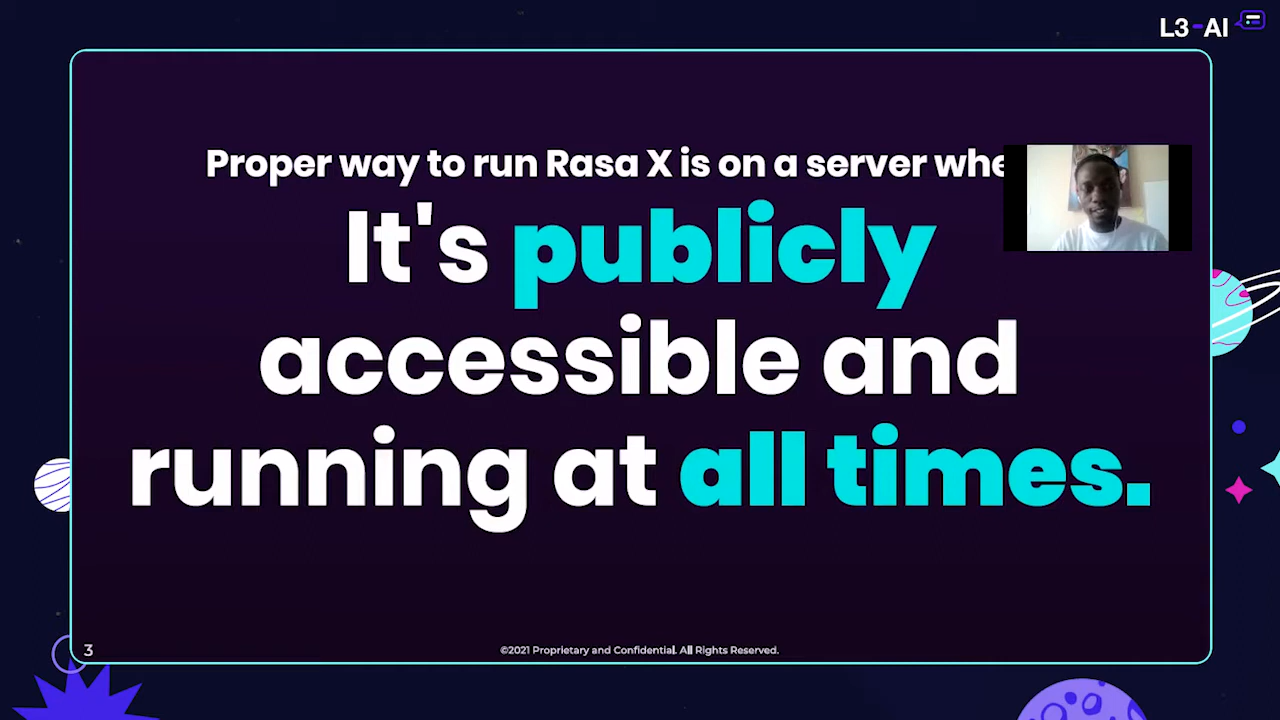 L3-AI
Proper way to run Rasa X is on a server
It's publicly
accessible and
running at all times.
3
©2021 Proprietary and Confidential. All Rights Reserved.